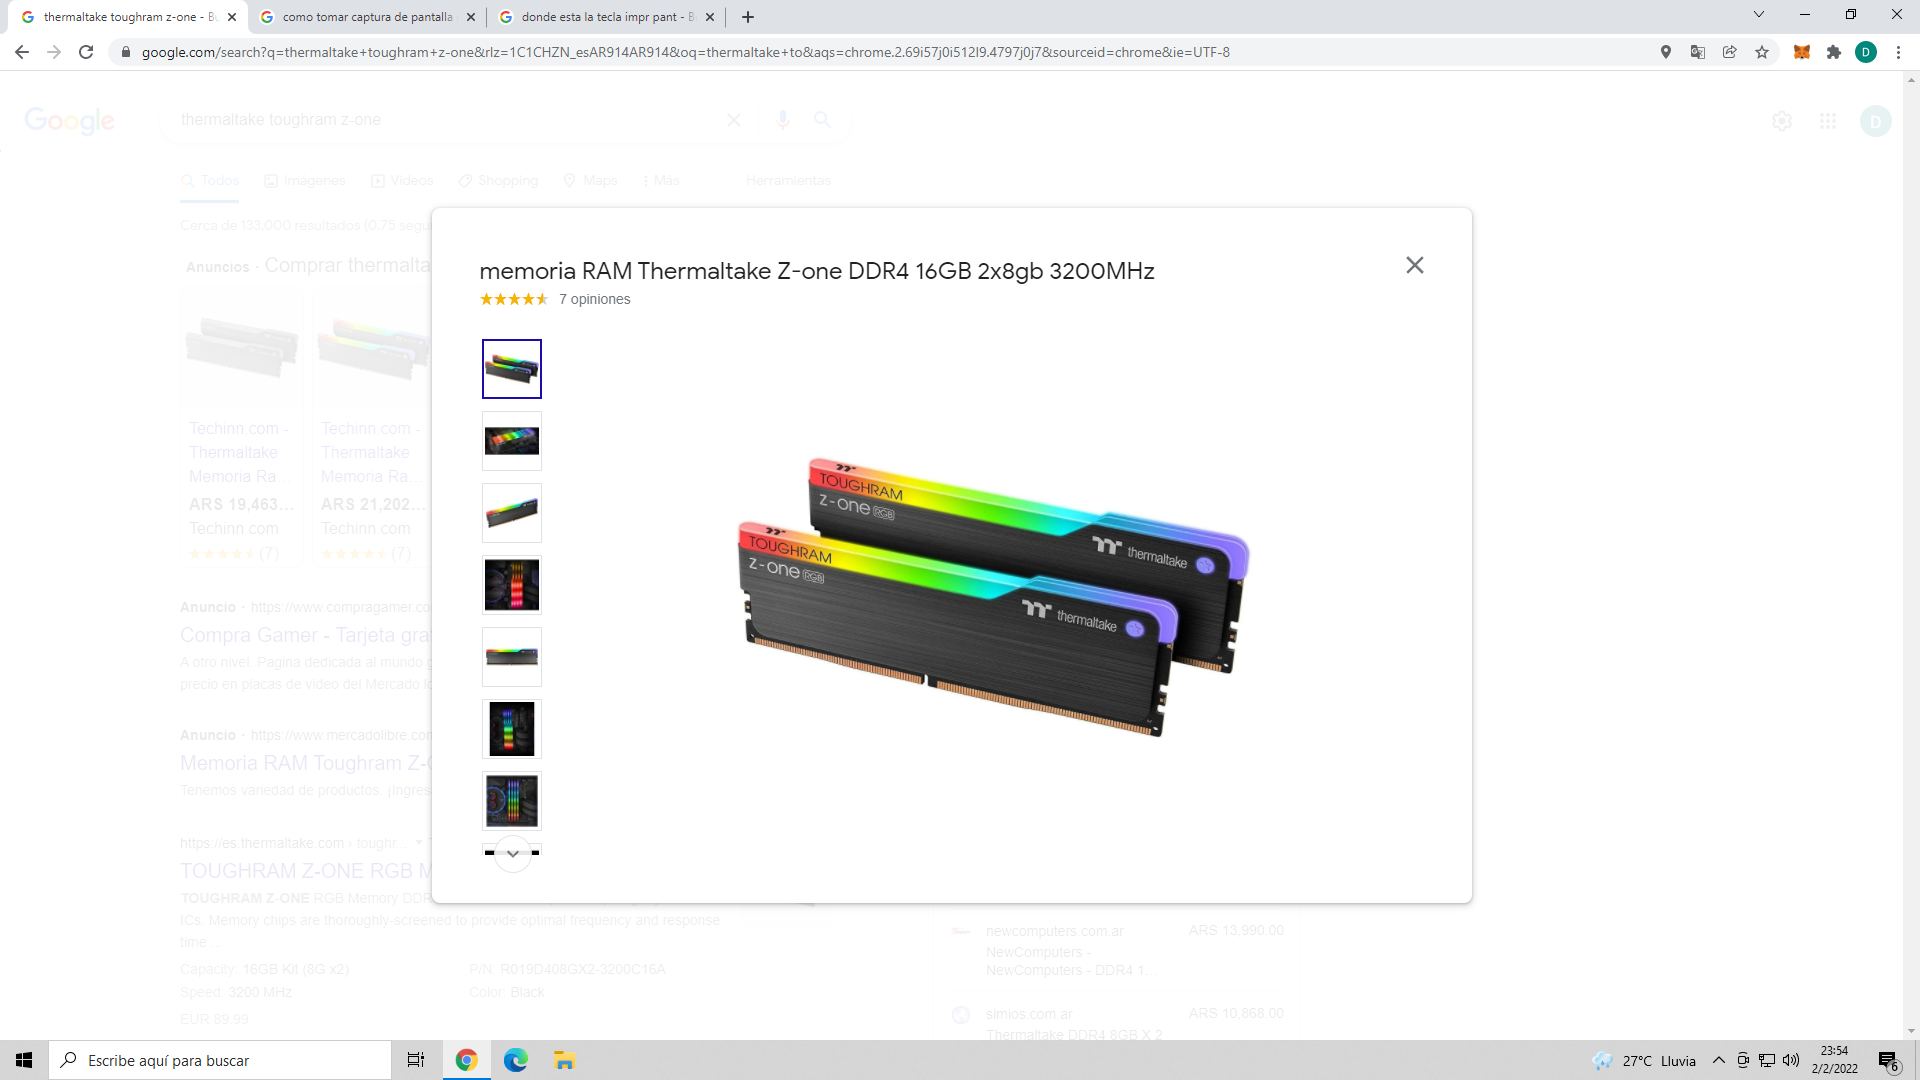 thermaltake toughram z-one - Bu
como tomar captura de pantalla
donde esta la tecla impr pant - B
google.com/search?q=thermaltake+toughram+z-one&rlz=1C1CHZN_esAR914AR914&oq=thermaltake+to&aqs=chrome.2.69i57j0i512l9.4797j0j7&sourceid=chrome&ie=UTF-8
D
Google
thermaltake toughram z-one
D
Todos
Imágenes
Videos
Shopping
Maps
Más
Herramientas
Cerca de 133,000 resultados (0.75 segu
Anuncios · Comprar thermalta
memoria RAM Thermaltake Z-one DDR4 16GB 2x8gb 3200MHz
7 opiniones
TOUGHRAM
Z-ONE RGB
thermaltake
TOUGHRAM
Z-ONE RGB
thermaltake
Techinn.com -
Thermaltake
Memoria Ra...
ARS 19,463...
Techinn.com
(7)
Techinn.com -
Thermaltake
Memoria Ra...
ARS 21,202...
Techinn.com
(7)
Anuncio · https://www.compragamer.co
Compra Gamer - Tarjeta gra
A otro nivel. Pagina dedicada al mundo g
precio en placas de video del Mercado lo
Anuncio · https://www.mercadolibre.com
Memoria RAM Toughram Z-O
Tenemos variedad de productos. ¡Ingres
https://es.thermaltake.com › toughr...
TOUGHRAM Z-ONE RGB M
TOUGHRAM Z-ONE RGB Memory DDR
ICs. Memory chips are thoroughly-screened to provide optimal frequency and response
time ...
Capacity: 16GB Kit (8G x2)
P/N: R019D408GX2-3200C16A
Speed: 3200 MHz
Color: Black
EUR 89.99
newcomputers.com.ar
ARS 13,990.00
NewComputers -
NewComputers - DDR4 1...
simios.com.ar
ARS 10,868.00
Thermaltake DDR4 8GB X 2
Escribe aquí para buscar
27°C Lluvia
23:54
2/2/2022
6